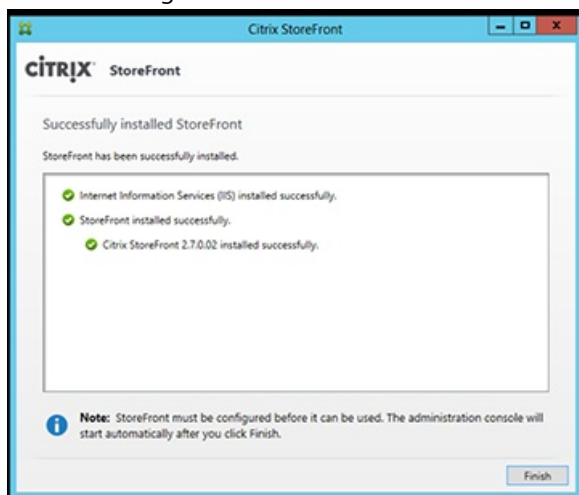 Citrix StoreFront
CİTRIX StoreFront
Successfully installed StoreFront
StoreFront has been successfully installed.
Internet Information Services (IIS) installed successfully.
StoreFront installed successfully.
Citrix StoreFront 2.7.0.02 installed successfully.
Note: StoreFront must be configured before it can be used. The administration console will
start automatically after you click Finish.
Finish